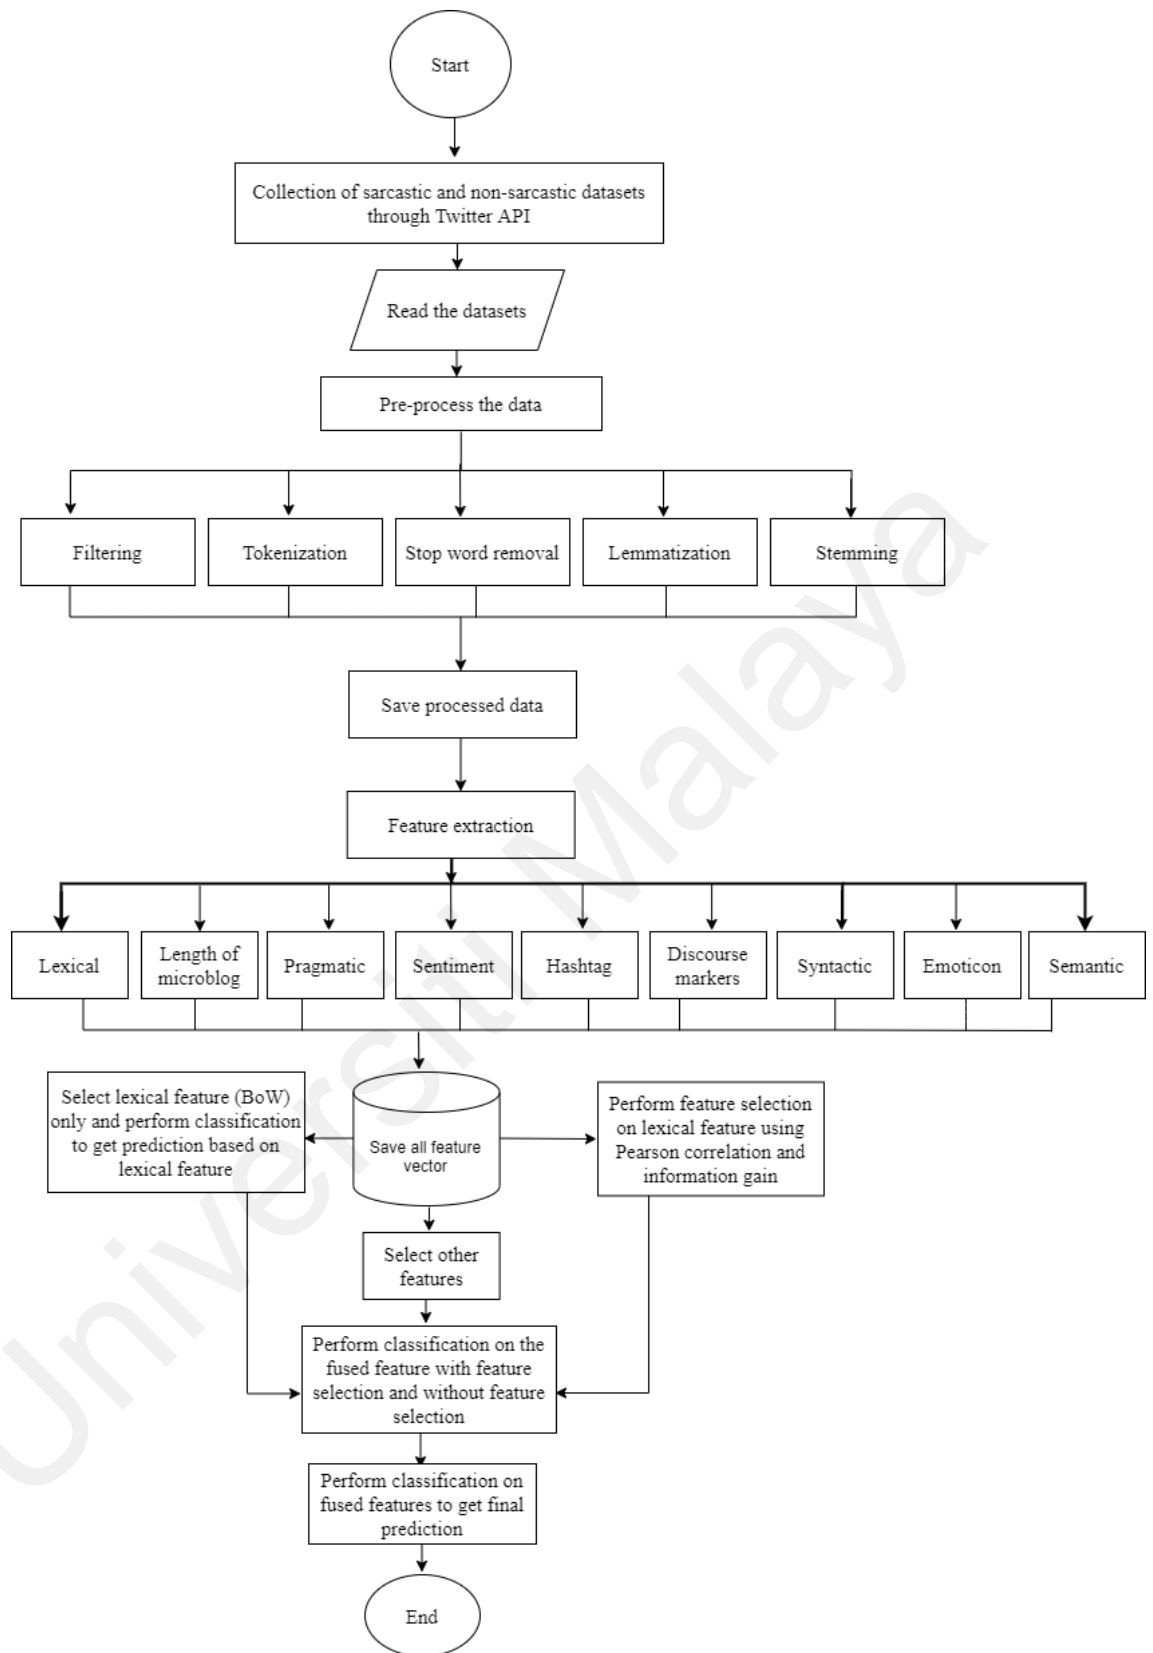 Start
Collection of sarcastic and non-sarcastic datasets
through Twitter API
Read the datasets
Pre-process the data
Filtering
Tokenization
Stop word removal
Lemmatization
Stemming
Save processed data
Feature extraction
Lexical
Length of
microblog
Pragmatic
Sentiment
Hashtag
Discourse
markers
Syntactic
Emoticon
Semantic
Select lexical feature (BoW)
only and perform classification
to get prediction based on
lexical feature
Save all feature
vector
Perform feature selection
on lexical feature using
Pearson correlation and
information gain
Select other
features
Perform classification on the
fused feature with feature
selection and without feature
selection
Perform classification on
fused features to get final
prediction
End
Universiti Malaya